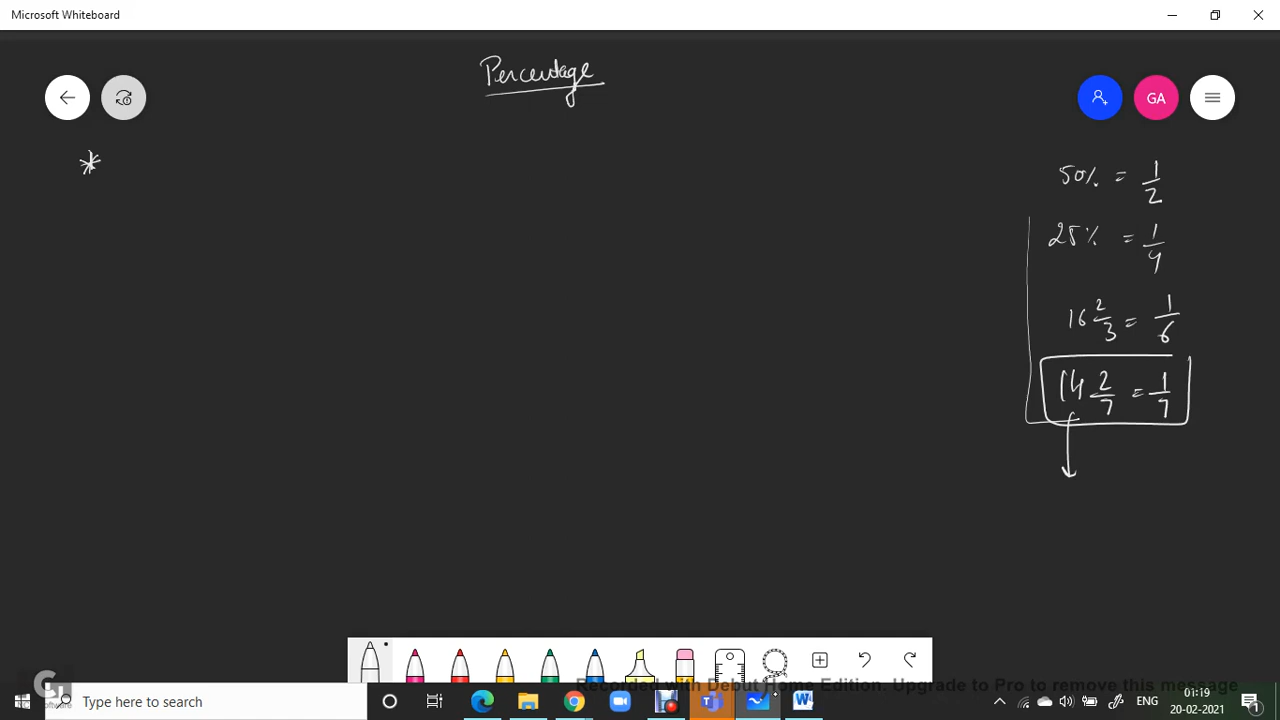 Microsoft Whiteboard
Percentage
GA
*
50% = 1/2
25% = 1/4
16 2/3 = 1/6
14 2/7 = 1/7
Recorded with Debut Home Edition. Upgrade to Pro to remove this message
Type here to search
ENG
01:19
20-02-2021